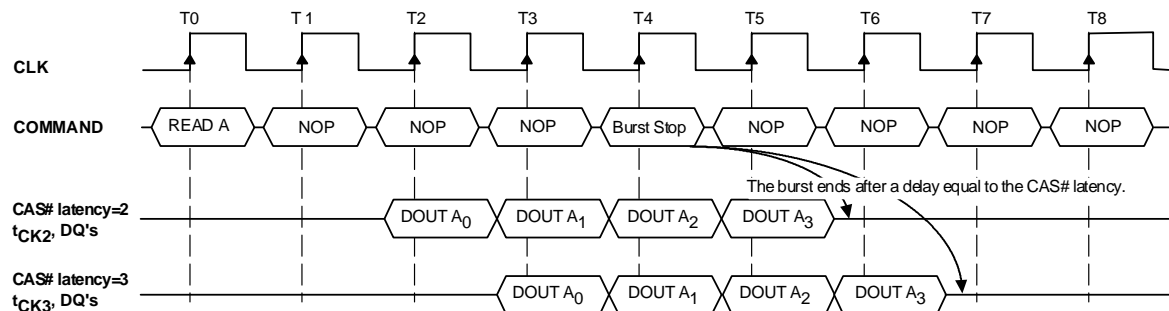 T0 T1 T2 T3 T4 T5 T6 T7 T8
CLK
COMMAND READ A NOP NOP NOP Burst Stop NOP NOP NOP NOP
The burst ends after a delay equal to the CAS# latency.
CAS# latency=2
tCK2, DQ's
DOUT A0 DOUT A1 DOUT A2 DOUT A3
CAS# latency=3
tCK3, DQ's
DOUT A0 DOUT A1 DOUT A2 DOUT A3